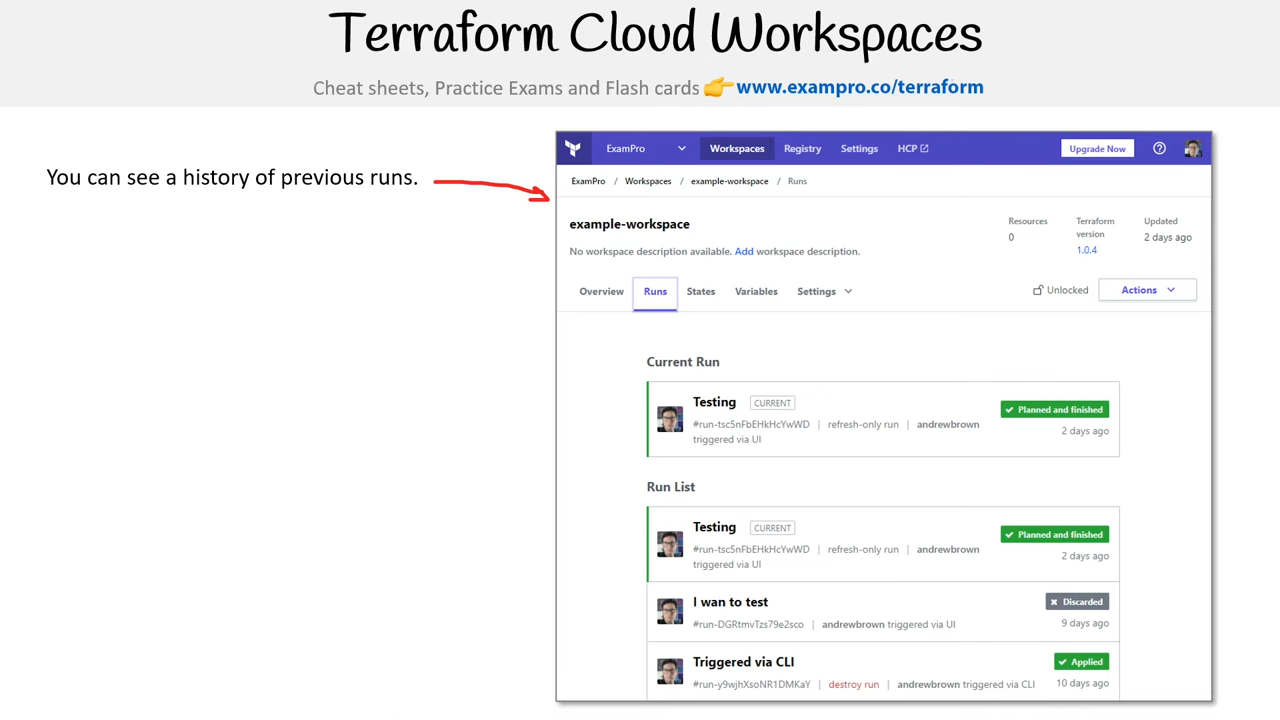 Terraform Cloud Workspaces
Cheat sheets, Practice Exams and Flash cards 👉 www.exampro.co/terraform
You can see a history of previous runs.
ExamPro Workspaces Registry Settings HCP Upgrade Now
ExamPro / Workspaces / example-workspace / Runs
example-workspace
No workspace description available. Add workspace description.
Resources
0
Terraform
version
1.0.4
Updated
2 days ago
Overview Runs States Variables Settings Unlocked Actions
Current Run
Testing CURRENT Planned and finished
#run-tsc5nFbEHkHcYwWD | refresh-only run | andrewbrown
triggered via UI
2 days ago
Run List
Testing CURRENT Planned and finished
#run-tsc5nFbEHkHcYwWD | refresh-only run | andrewbrown
triggered via UI
2 days ago
I wan to test Discarded
#run-DGRtmvTzs79e2sco | andrewbrown triggered via UI 9 days ago
Triggered via CLI Applied
#run-y9wjhXsoNR1DMKaY | destroy run | andrewbrown triggered via CLI 10 days ago